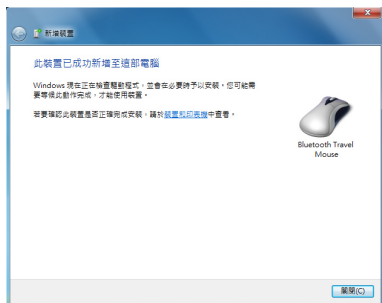 新增裝置
此裝置已成功新增至這部電腦
Windows 現在正在檢查驅動程式，並會在必要時予以安裝。您可能需
要等候此動作完成，才能使用裝置。
若要確認此裝置是否正確完成安裝，請於裝置和印表機中查看。
Bluetooth Travel
Mouse
關閉(C)